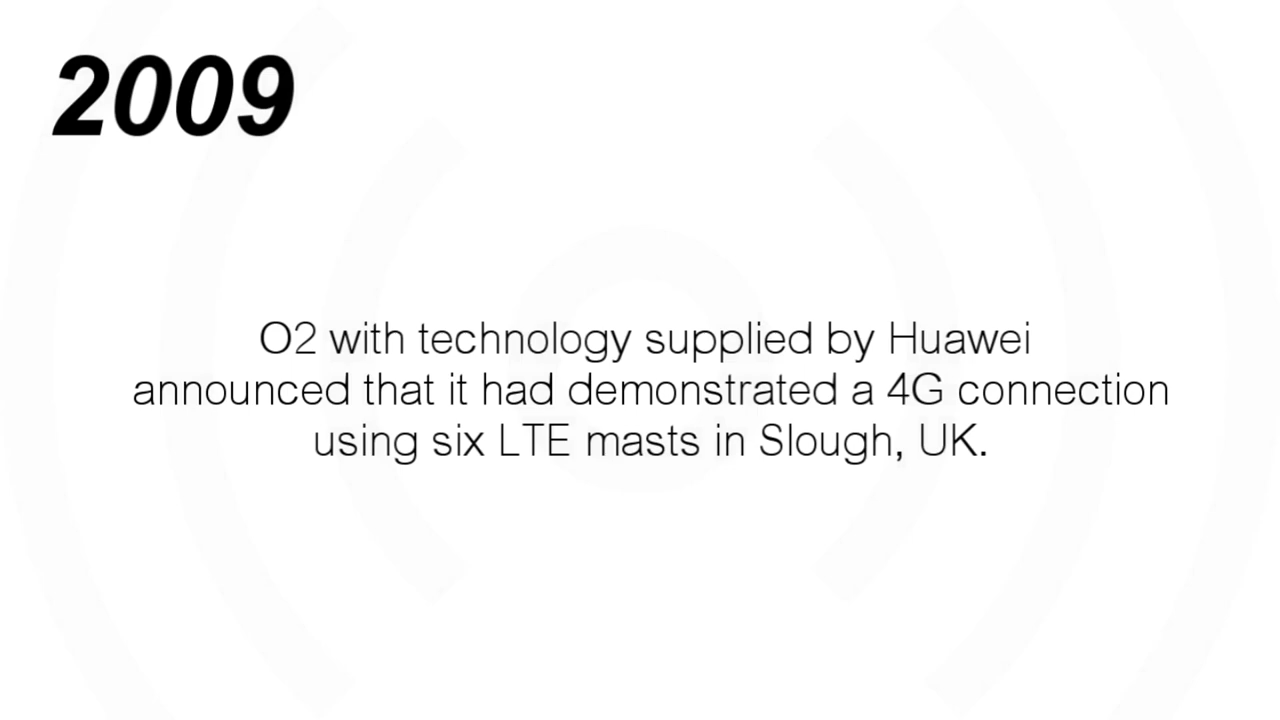 2009
O2 with technology supplied by Huawei
announced that it had demonstrated a 4G connection
using six LTE masts in Slough, UK.